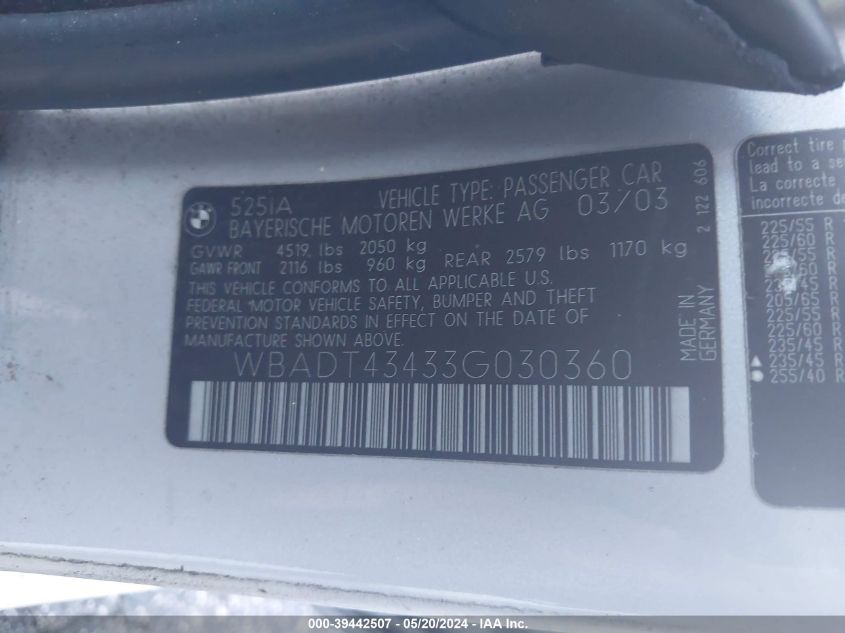 525IA VEHICLE TYPE: PASSENGER CAR
BAYERISCHE MOTOREN WERKE AG 03/03
GVWR 4519 lbs 2050 kg
GAWR FRONT 2116 lbs 960 kg REAR 2579 lbs 1170 kg
THIS VEHICLE CONFORMS TO ALL APPLICABLE U.S.
FEDERAL MOTOR VEHICLE SAFETY, BUMPER AND THEFT
PREVENTION STANDARDS IN EFFECT ON THE DATE OF
MANUFACTURE SHOWN ABOVE.
WBADT43433G030360
MADE IN
GERMANY
2 122 606
Correct tire
lead to a se
La correcte
incorrecte de
225/55 R
225/60 R
205/65 R
225/55 R
225/60 R
235/45 R
235/45 R
255/40 R
000-39442507 - 05/20/2024 - IAA Inc.